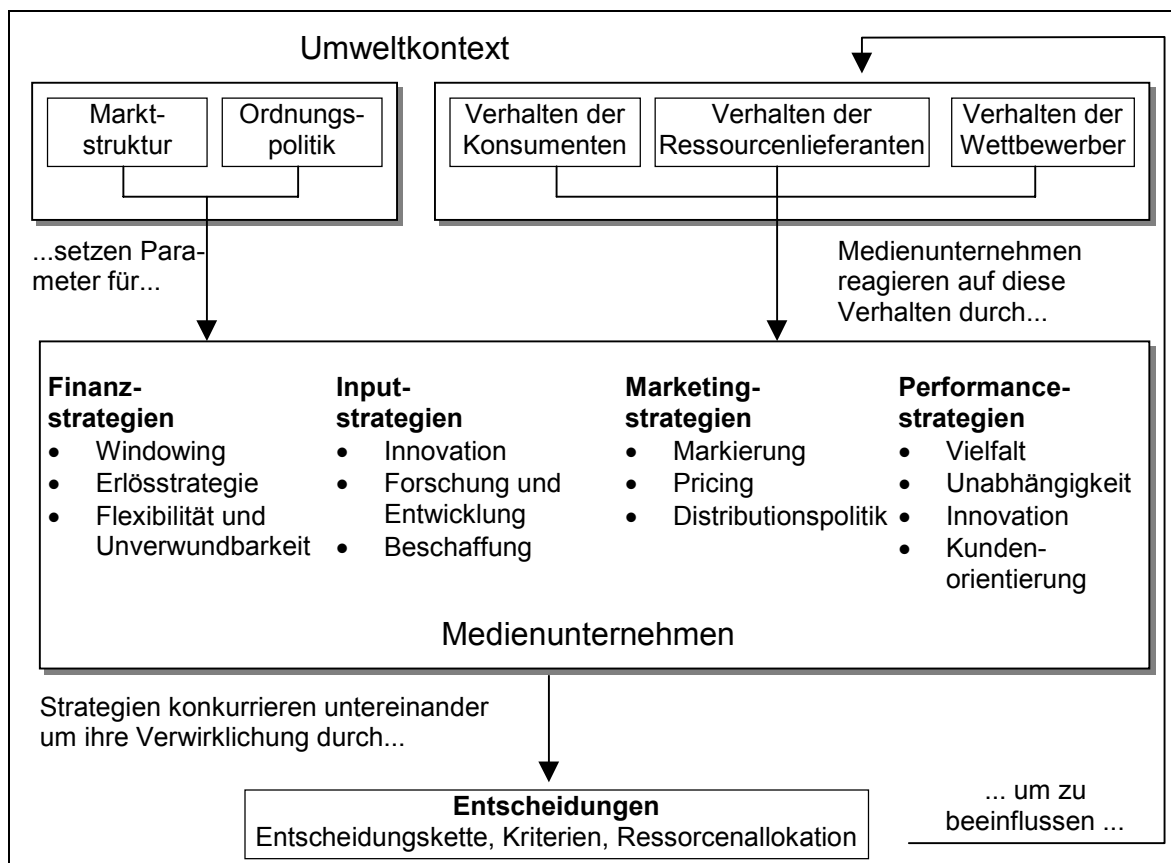 Umweltkontext
Markt-
struktur
Ordnungs-
politik
Verhalten der
Konsumenten
Verhalten der
Ressourcenlieferanten
Verhalten der
Wettbewerber
...setzen Para-
meter für...
Medienunternehmen
reagieren auf diese
Verhalten durch...
Finanz-
strategien
• Windowing
• Erlösstrategie
• Flexibilität und
Unverwundbarkeit
Input-
strategien
• Innovation
• Forschung und
Entwicklung
• Beschaffung
Marketing-
strategien
• Markierung
• Pricing
• Distributionspolitik
Performance-
strategien
• Vielfalt
• Unabhängigkeit
• Innovation
• Kunden-
orientierung
Medienunternehmen
Strategien konkurrieren untereinander
um ihre Verwirklichung durch...
Entscheidungen
Entscheidungskette, Kriterien, Ressorcenallokation
... um zu
beeinflussen ...